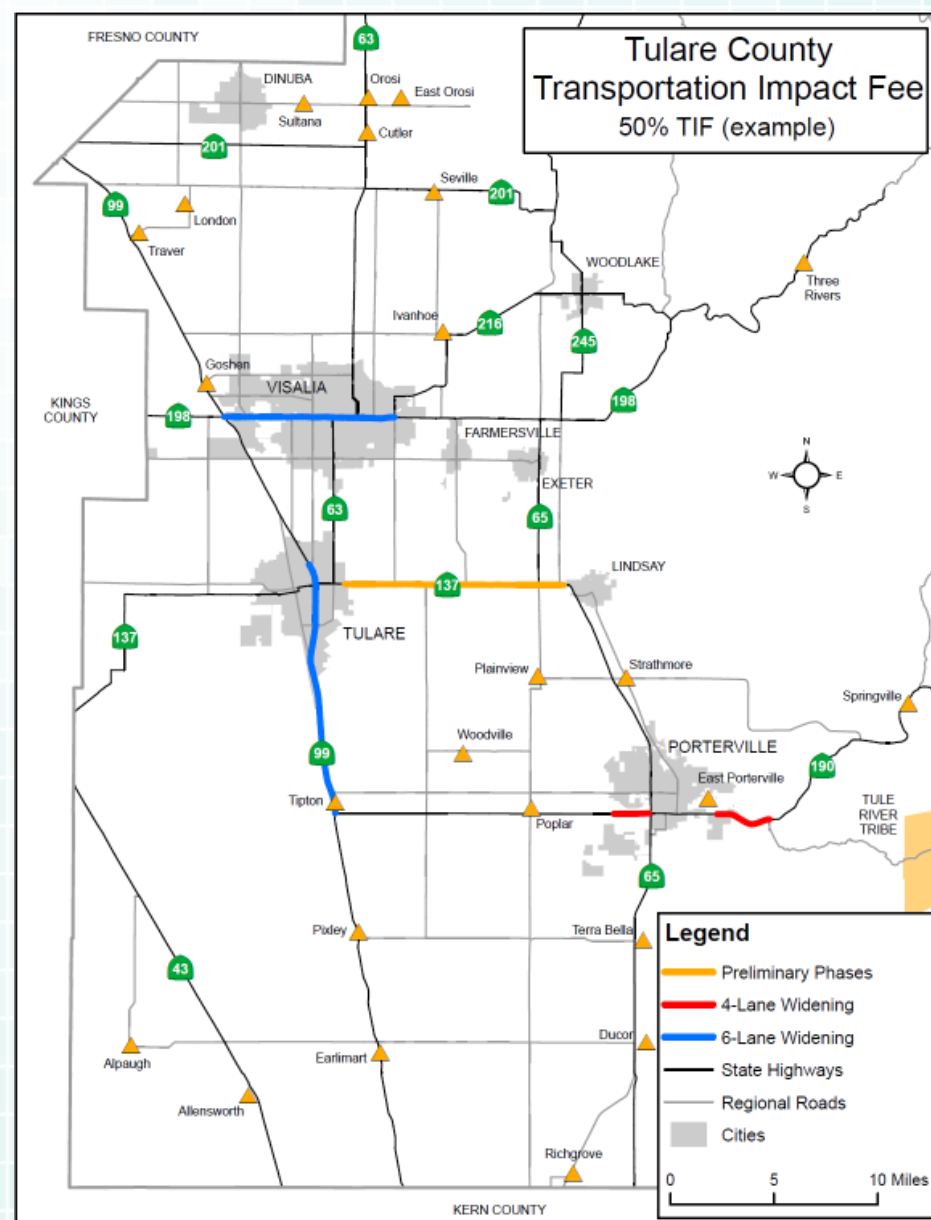 Tulare County
Transportation Impact Fee
50% TIF (example)
FRESNO COUNTY
63
DINUBA
Orosi
East Orosi
Sultana
Cutler
201
Seville
201
99
London
Traver
WOODLAKE
Three
Rivers
Ivanhoe
216
245
Goshen
VISALIA
KINGS
COUNTY
198
198
FARMERSVILLE
EXETER
N
W
E
S
63
65
LINDSAY
137
137
TULARE
Plainview
Strathmore
Springville
Woodville
99
PORTERVILLE
190
East Porterville
Tipton
Poplar
TULE
RIVER
TRIBE
65
Pixley
Terra Bella
43
Ducor
Alpaugh
Earlimart
Allensworth
Richgrove
KERN COUNTY
Legend
Preliminary Phases
4-Lane Widening
6-Lane Widening
State Highways
Regional Roads
Cities
0 5 10 Miles